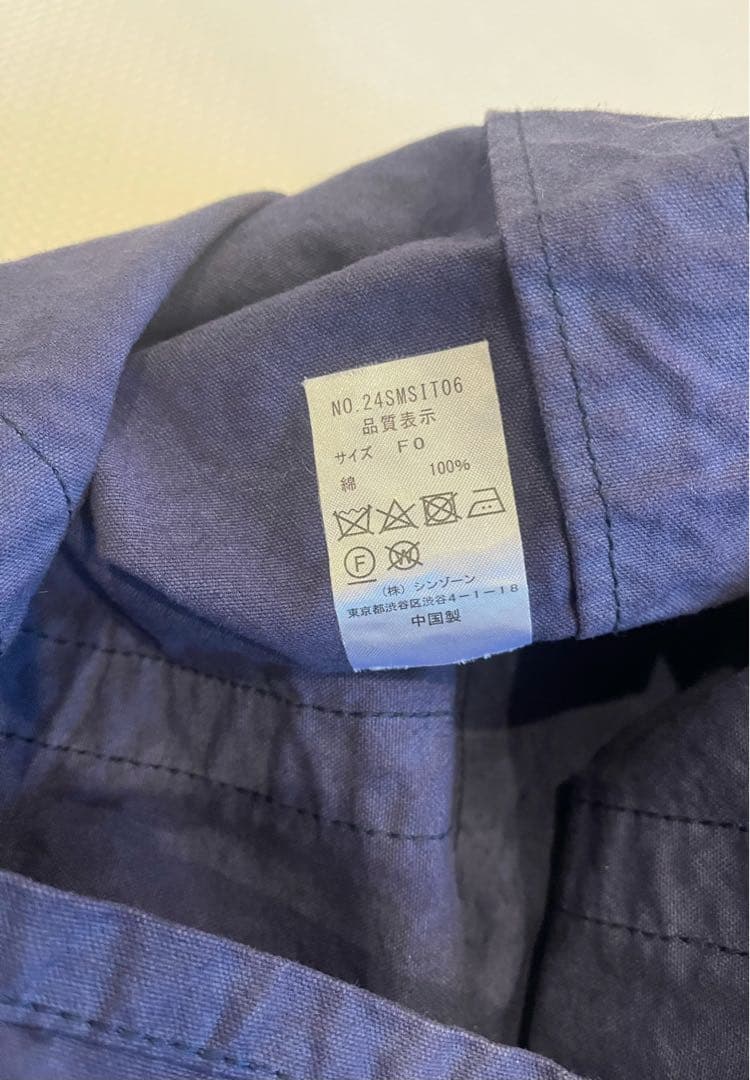 NO.24SMSIT06
品質表示
サイズ F0
綿 100%
F W
(株) シンゾーン
東京都渋谷区渋谷4-1-18
中国製